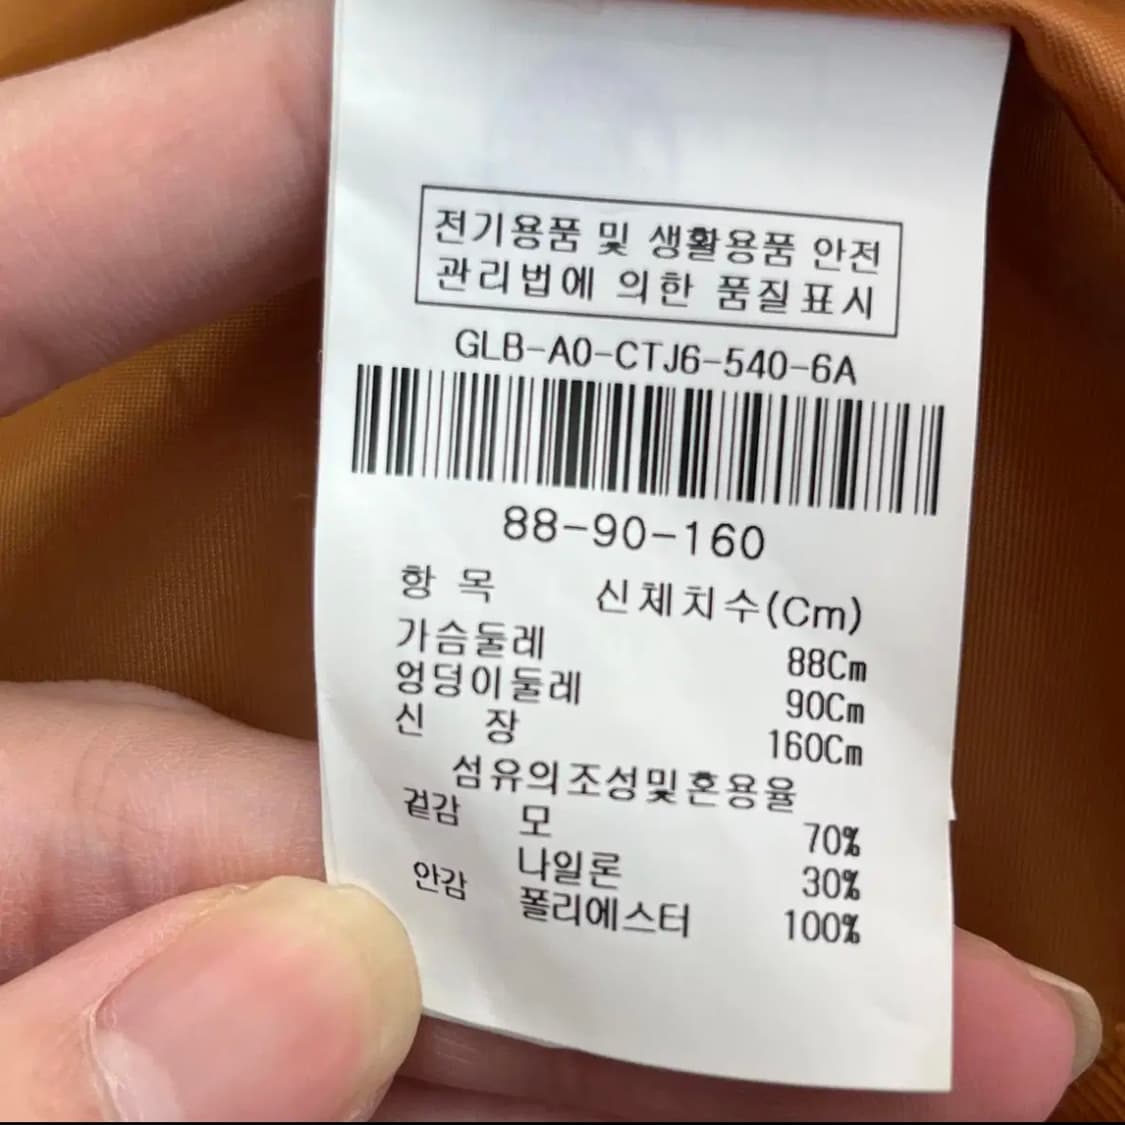 전기용품 및 생활용품 안전
관리법에 의한 품질표시
GLB-A0-CTJ6-540-6A
88-90-160
항 목 신체치수(Cm)
가슴둘레 88Cm
엉덩이둘레 90Cm
신 장 160Cm
섬유의조성및혼용율
겉감 모 70%
나일론 30%
안감 폴리에스터 100%